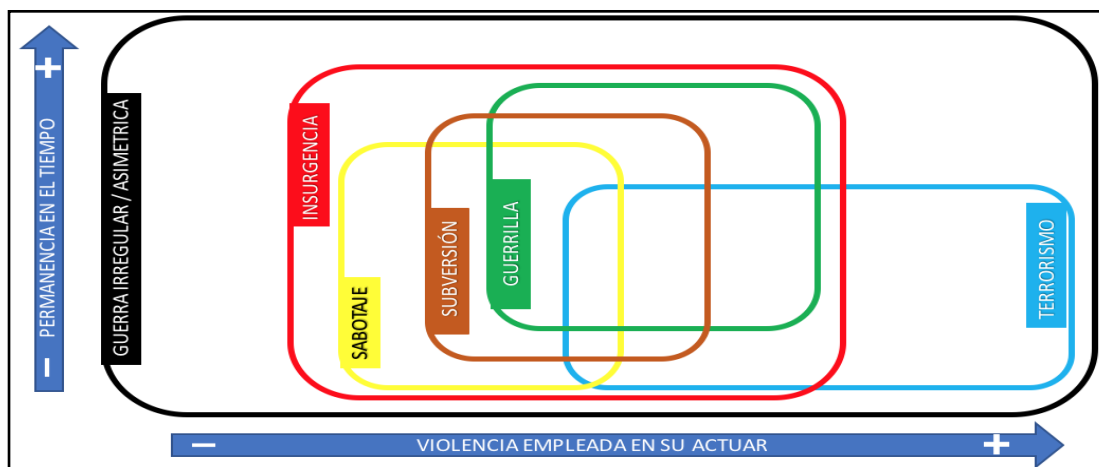 +
PERMANENCIA EN EL TIEMPO
–
GUERRA IRREGULAR / ASIMETRICA
INSURGENCIA
SABOTAJE
SUBVERSIÓN
GUERRILLA
TERRORISMO
– VIOLENCIA EMPLEADA EN SU ACTUAR +